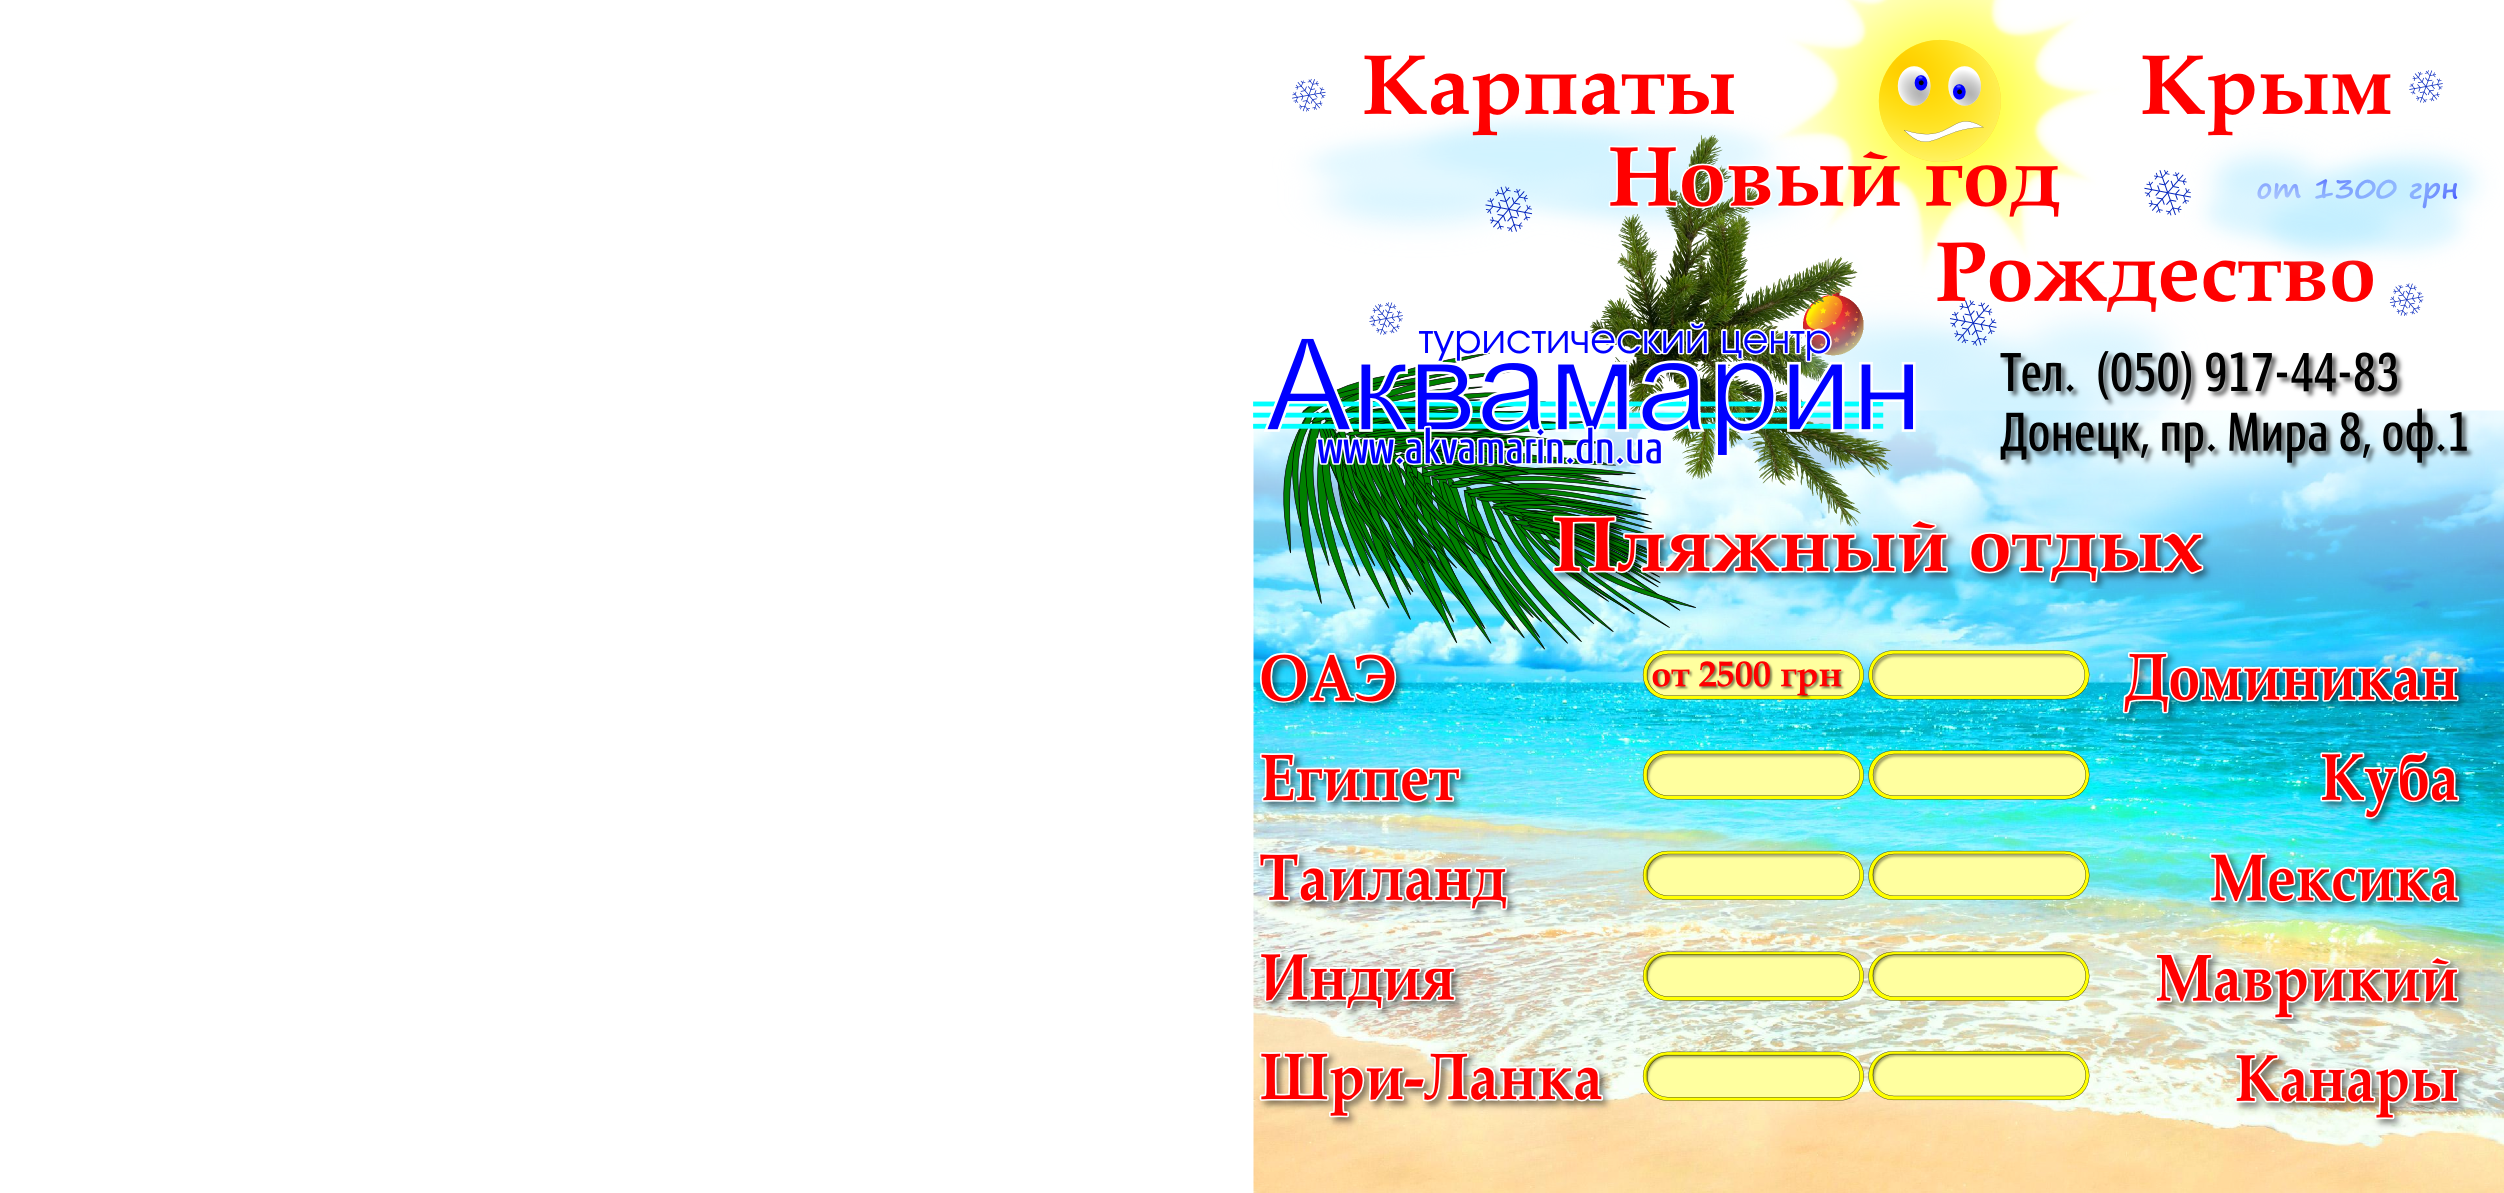 Карпаты
Крым
Новый год
от 1300 грн
Рождество
туристический центр
Аквамарин
www.akvamarin.dn.ua
Тел. (050) 917-44-83
Донецк, пр. Мира 8, оф.1
Пляжный отдых
ОАЭ от 2500 грн Доминикан
Египет Куба
Таиланд Мексика
Индия Маврикий
Шри-Ланка Канары